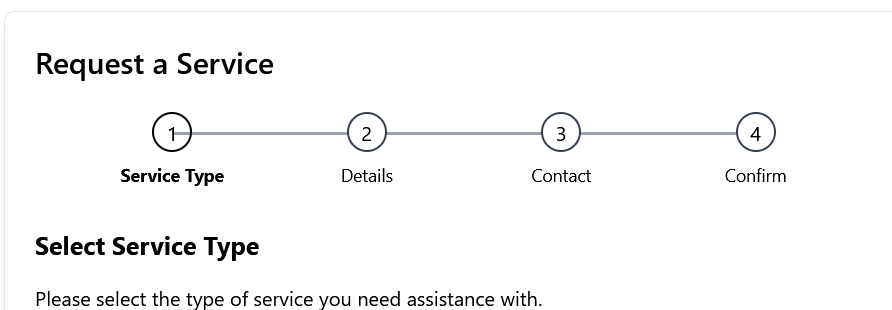 Request a Service
1 2 3 4
Service Type Details Contact Confirm
Select Service Type
Please select the type of service you need assistance with.